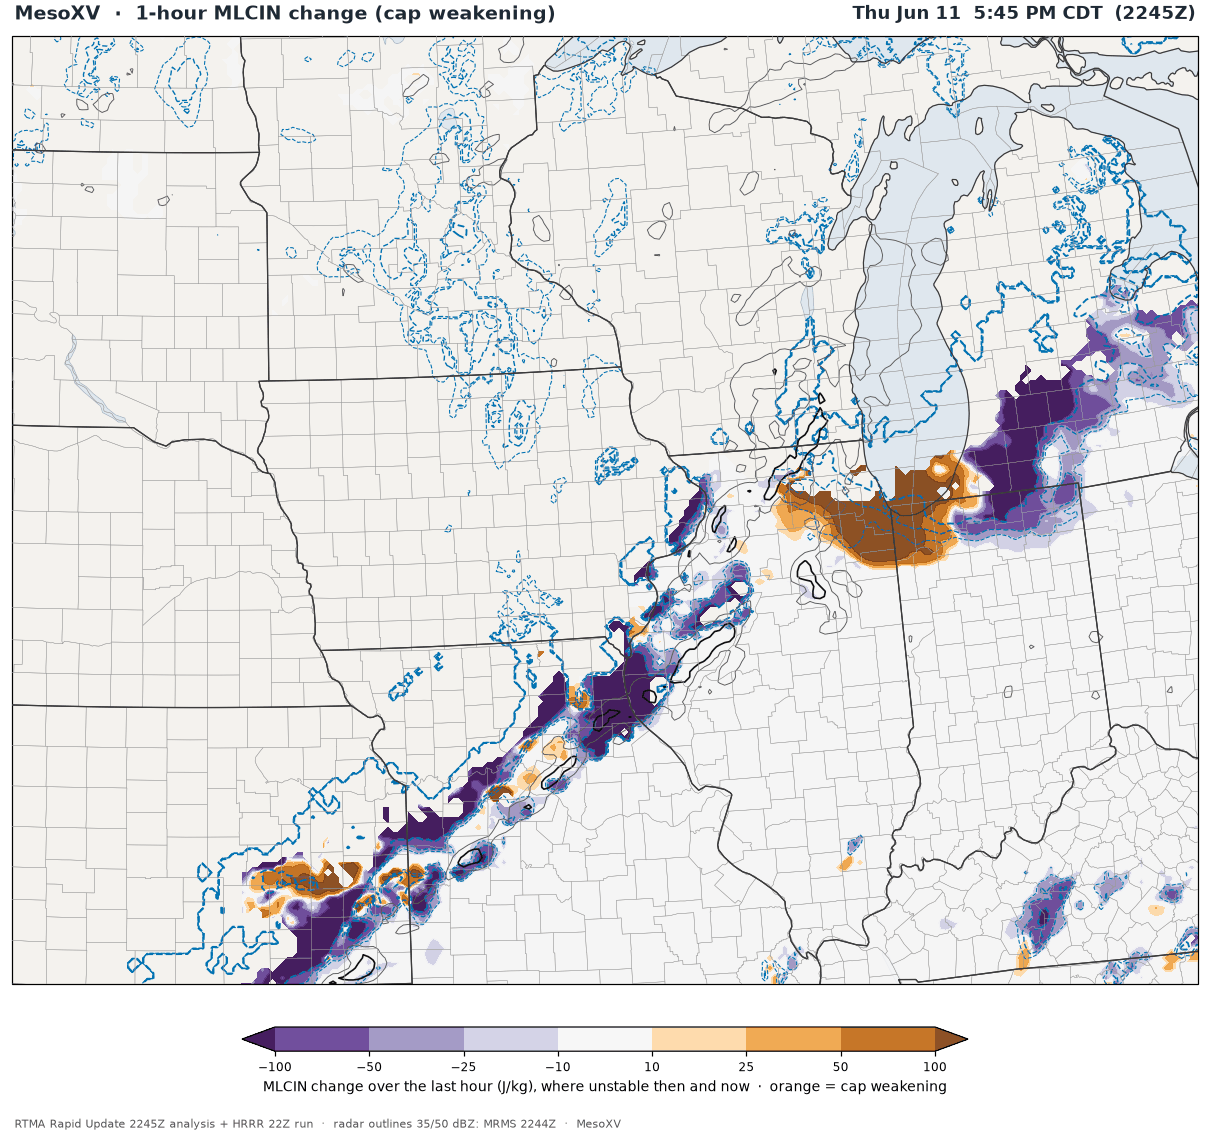 MesoXV · 1-hour MLCIN change (cap weakening)
Thu Jun 11 5:45 PM CDT (2245Z)
−100 −50 −25 −10 10 25 50 100
MLCIN change over the last hour (J/kg), where unstable then and now · orange = cap weakening
RTMA Rapid Update 2245Z analysis + HRRR 22Z run · radar outlines 35/50 dBZ: MRMS 2244Z · MesoXV